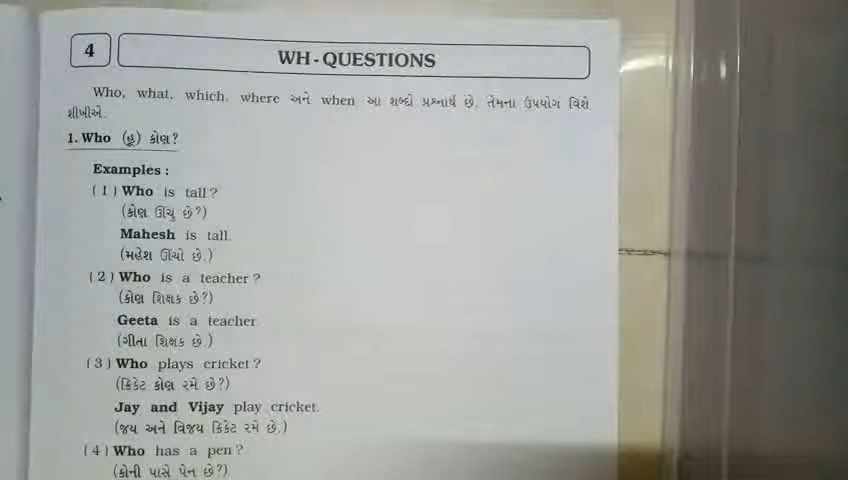 4
WH - QUESTIONS
Who, what, which, where અને when આ શબ્દો પ્રશ્નાર્થ છે. તેમના ઉપયોગ વિશે
શીખીએ.
1. Who (હૂ) કોણ?
Examples :
(1) Who is tall?
(કોણ ઊંચુ છે?)
Mahesh is tall.
(મહેશ ઊંચો છે.)
(2) Who is a teacher?
(કોણ શિક્ષક છે?)
Geeta is a teacher
(ગીતા શિક્ષક છે.)
(3) Who plays cricket?
(ક્રિકેટ કોણ રમે છે?)
Jay and Vijay play cricket.
(જય અને વિજય ક્રિકેટ રમે છે.)
(4) Who has a pen?
(કોની પાસે પેન છે?)